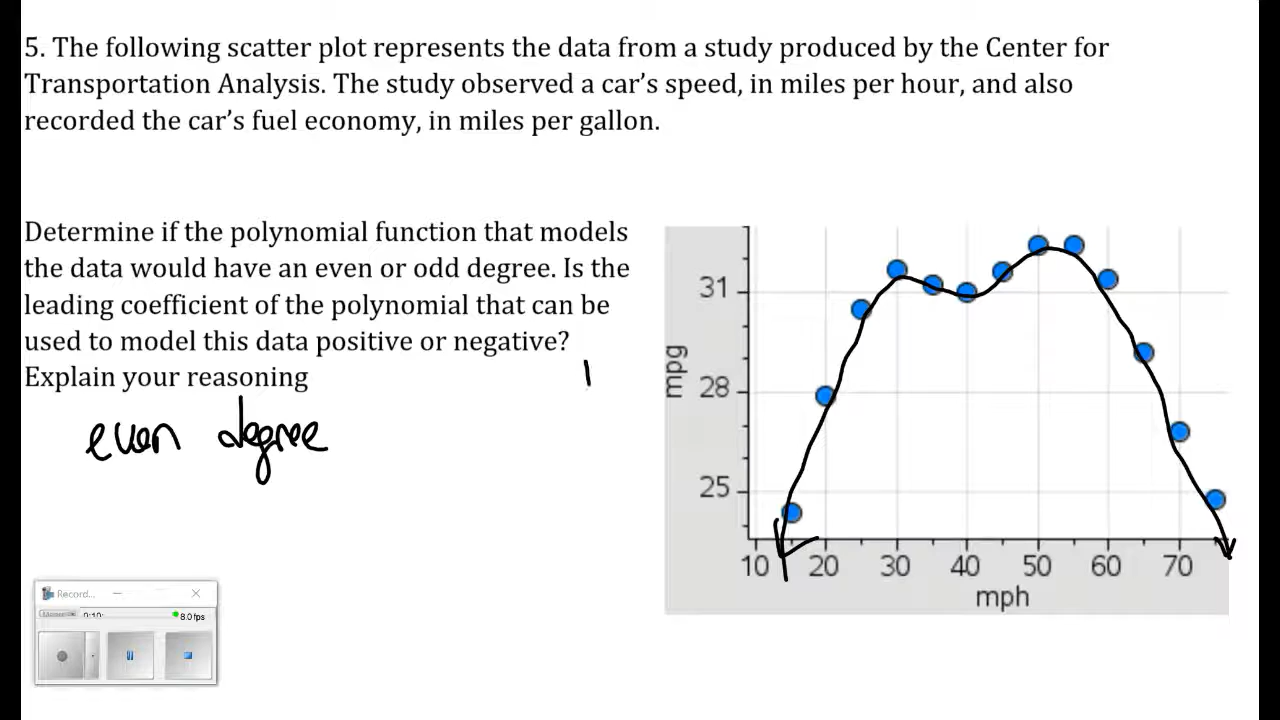 5. The following scatter plot represents the data from a study produced by the Center for
Transportation Analysis. The study observed a car's speed, in miles per hour, and also
recorded the car's fuel economy, in miles per gallon.
Determine if the polynomial function that models
the data would have an even or odd degree. Is the
leading coefficient of the polynomial that can be
used to model this data positive or negative?
Explain your reasoning
even degree
31
28
25
mpg
10 20 30 40 50 60 70
mph
Record...
8.0 fps